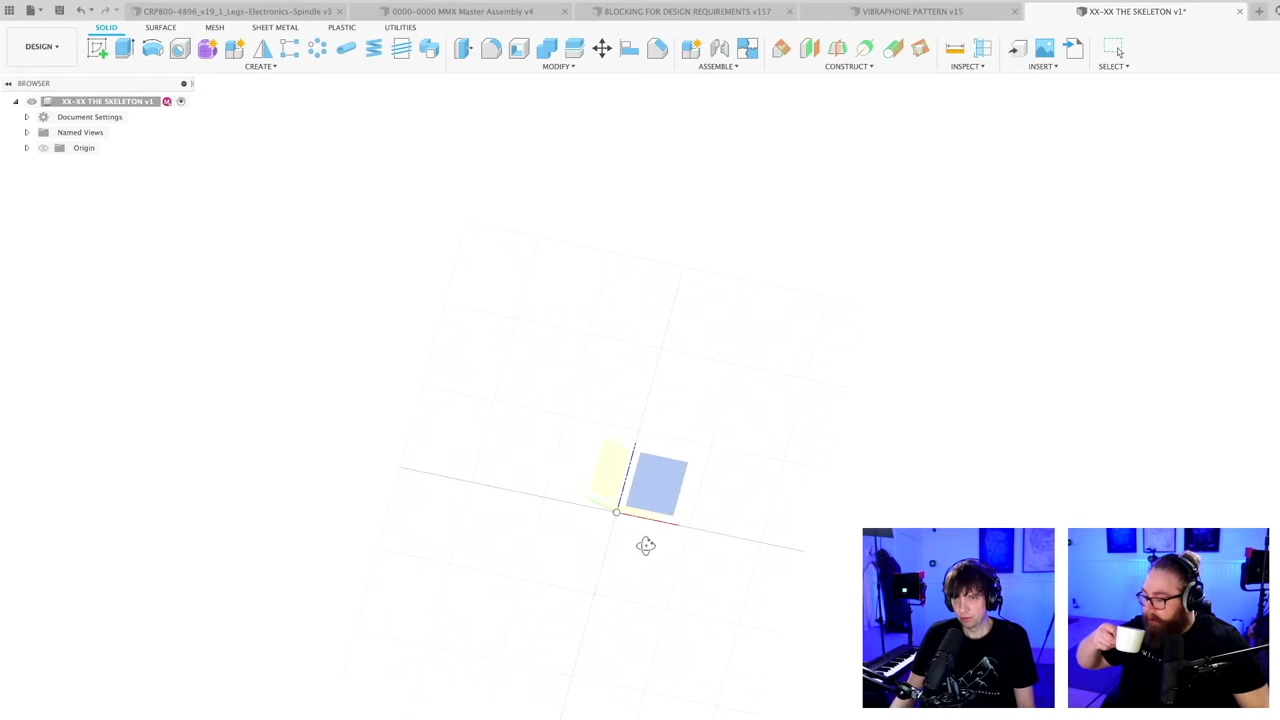 CRP800-4896_v19_1_Legs-Electronics-Spindle v3
0000-0000 MMX Master Assembly v4
BLOCKING FOR DESIGN REQUIREMENTS v157
VIBRAPHONE PATTERN v15
XX-XX THE SKELETON v1*
SOLID
SURFACE
MESH
SHEET METAL
PLASTIC
UTILITIES
DESIGN
CREATE
MODIFY
ASSEMBLE
CONSTRUCT
INSPECT
INSERT
SELECT
BROWSER
XX-XX THE SKELETON v1
M
Document Settings
Named Views
Origin